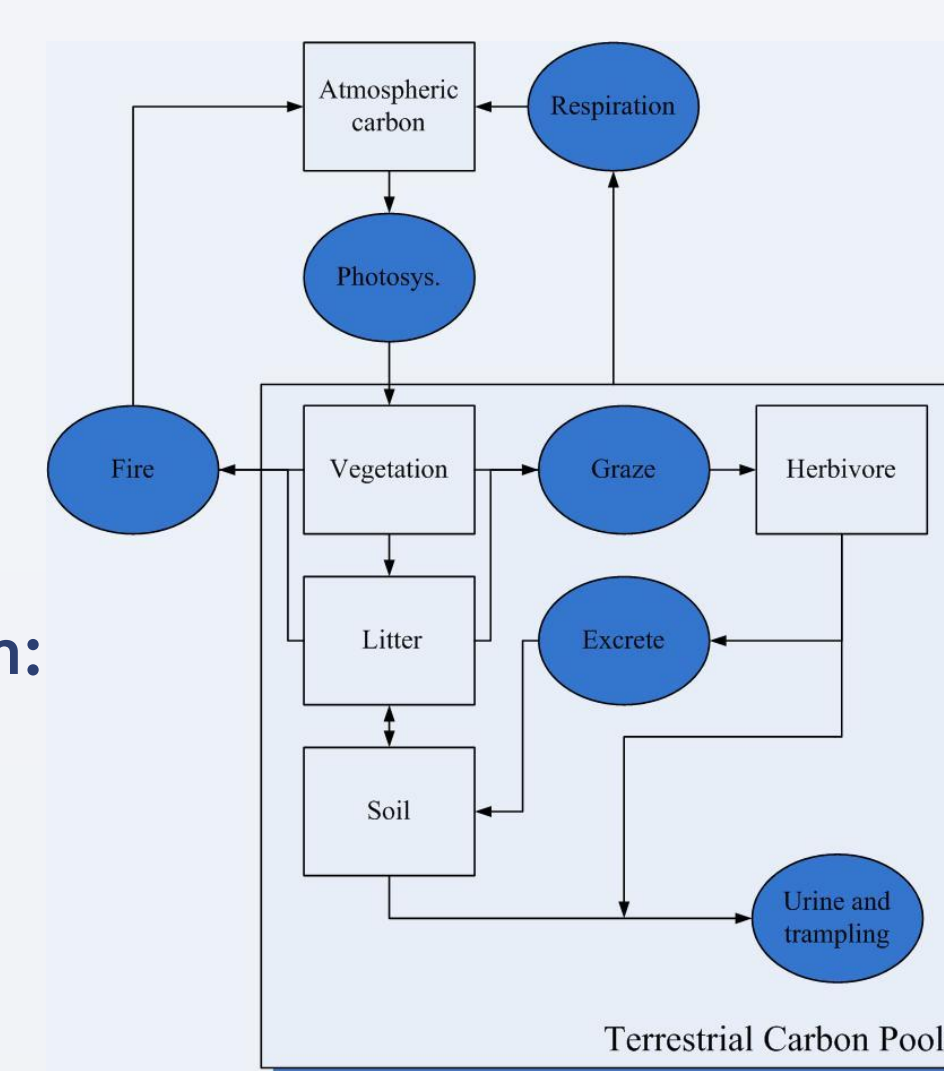 Atmospheric
carbon
Respiration
Photosys.
Fire
Vegetation
Graze
Herbivore
Litter
Excrete
n:
Soil
Urine and
trampling
Terrestrial Carbon Pool